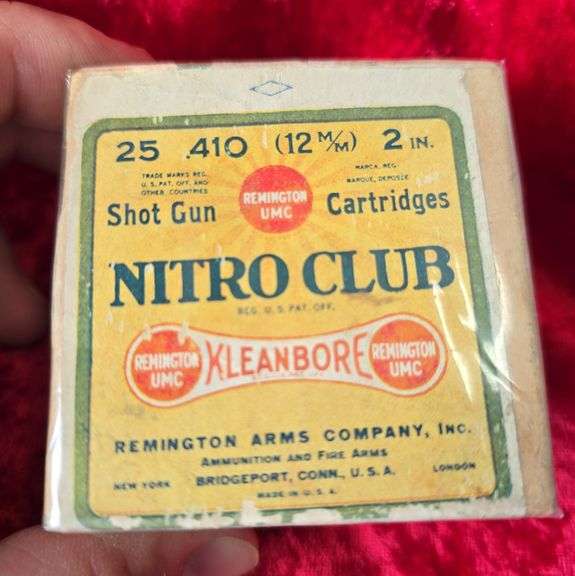 25 .410 (12 M/M) 2 IN.
TRADE MARKS REG.
U. S. PAT. OFF. AND
OTHER COUNTRIES
MARCA REG.
MARQUE DEPOSEE
REMINGTON
UMC
Shot Gun Cartridges
NITRO CLUB
REG. U. S. PAT. OFF.
REMINGTON
UMC
KLEANBORE
REMINGTON
UMC
REMINGTON ARMS COMPANY, INC.
AMMUNITION AND FIRE ARMS
NEW YORK BRIDGEPORT, CONN., U. S. A. LONDON
MADE IN U. S. A.